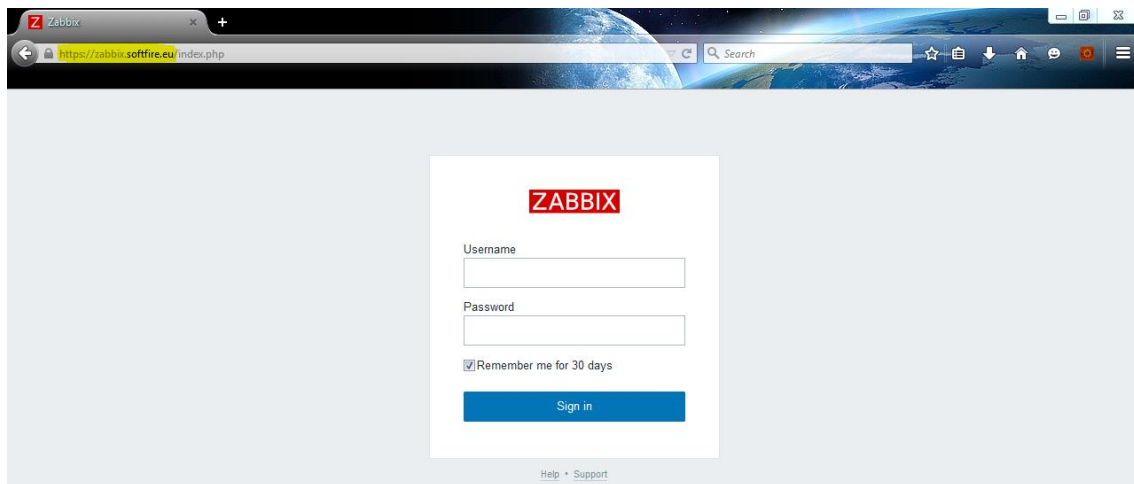 Zabbix
https://zabbix.softfire.eu/index.php
Search
ZABBIX
Username
Password
Remember me for 30 days
Sign in
Help • Support